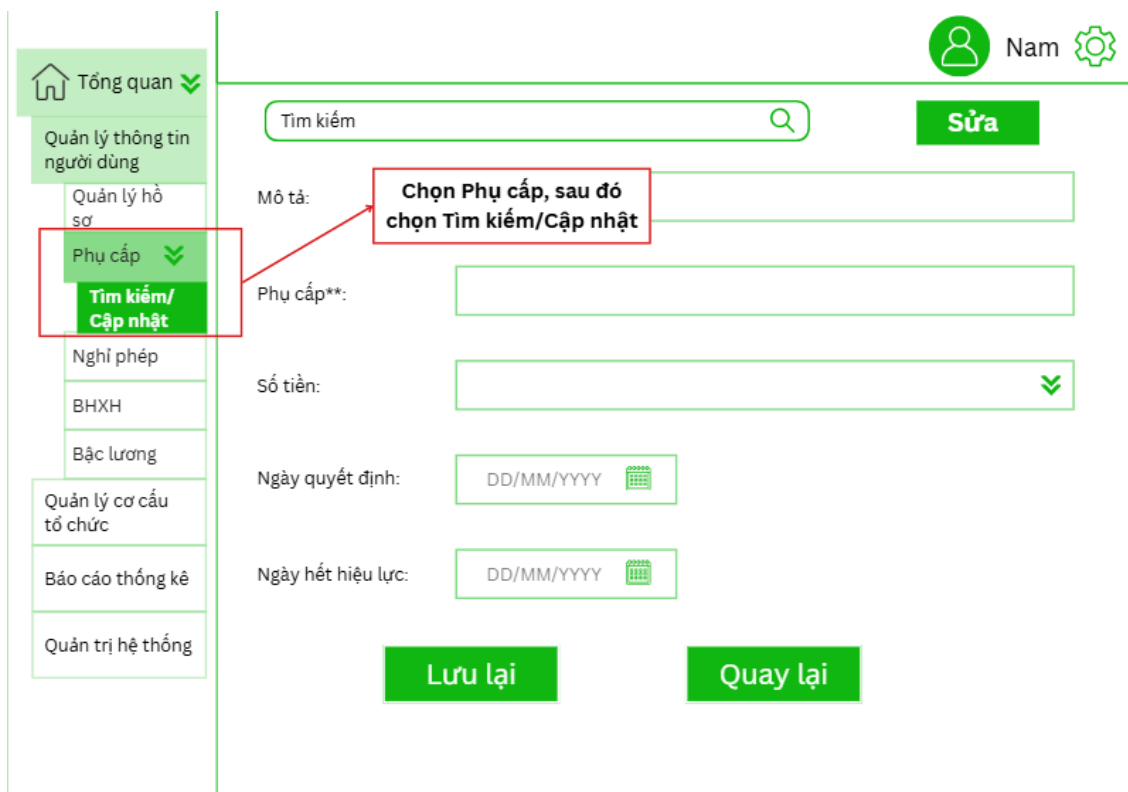 Nam
Tổng quan
Quản lý thông tin
người dùng
Quản lý hồ
sơ
Phụ cấp
Tìm kiếm/
Cập nhật
Nghỉ phép
BHXH
Bậc lương
Quản lý cơ cấu
tổ chức
Báo cáo thống kê
Quản trị hệ thống
Tìm kiếm
Sửa
Mô tả:
Chọn Phụ cấp, sau đó
chọn Tìm kiếm/Cập nhật
Phụ cấp**:
Số tiền:
Ngày quyết định:
DD/MM/YYYY
Ngày hết hiệu lực:
DD/MM/YYYY
Lưu lại
Quay lại